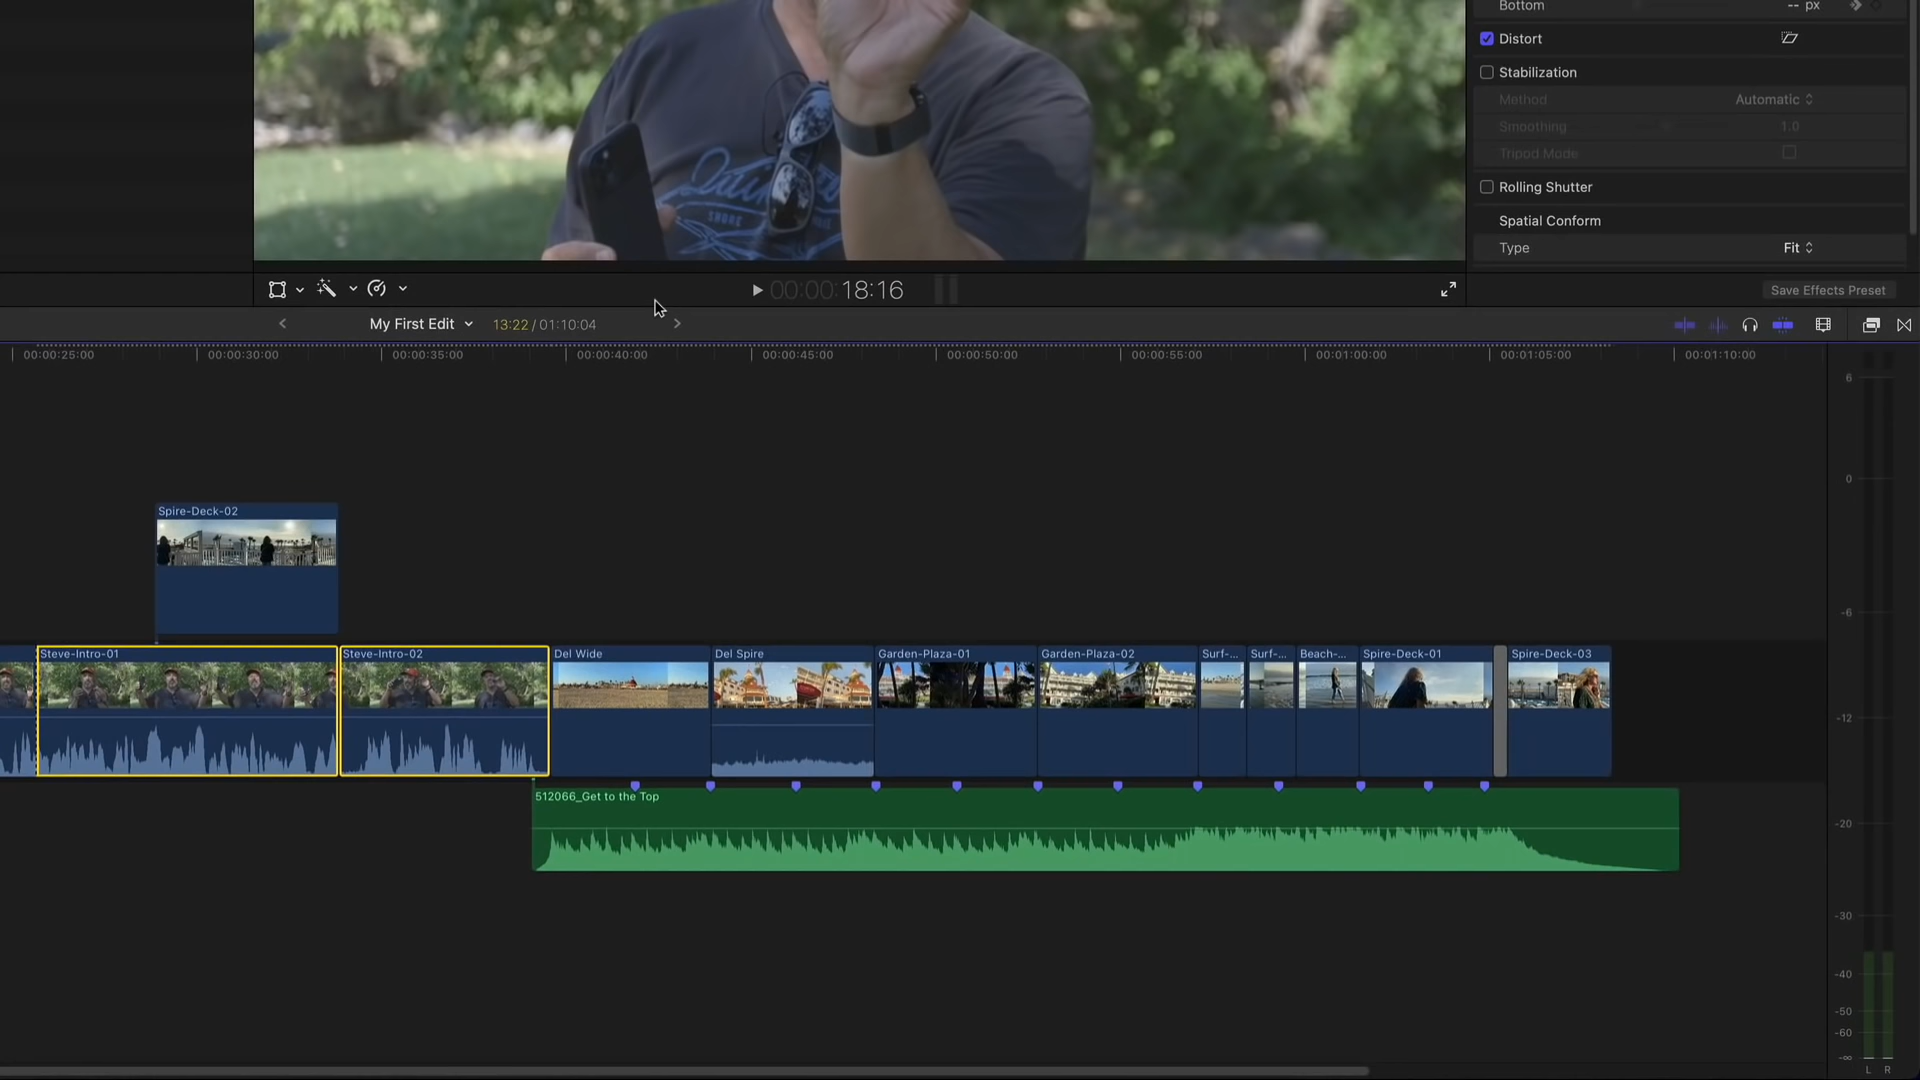 Bottom -- px
Distort
Stabilization
Method Automatic
Smoothing 1.0
Tripod Mode
Rolling Shutter
Spatial Conform
Type Fit
SMOKE
00:00:18:16
Save Effects Preset
My First Edit 13:22 / 01:10:04
00:00:25:00 00:00:30:00 00:00:35:00 00:00:40:00 00:00:45:00 00:00:50:00 00:00:55:00 00:01:00:00 00:01:05:00 00:01:10:00
6
0
-6
-12
-20
-30
-40
-50
-60
-∞
L R
Spire-Deck-02
Steve-Intro-01 Steve-Intro-02 Del Wide Del Spire Garden-Plaza-01 Garden-Plaza-02 Surf-... Surf-... Beach-... Spire-Deck-01 Spire-Deck-03
512066_Get to the Top